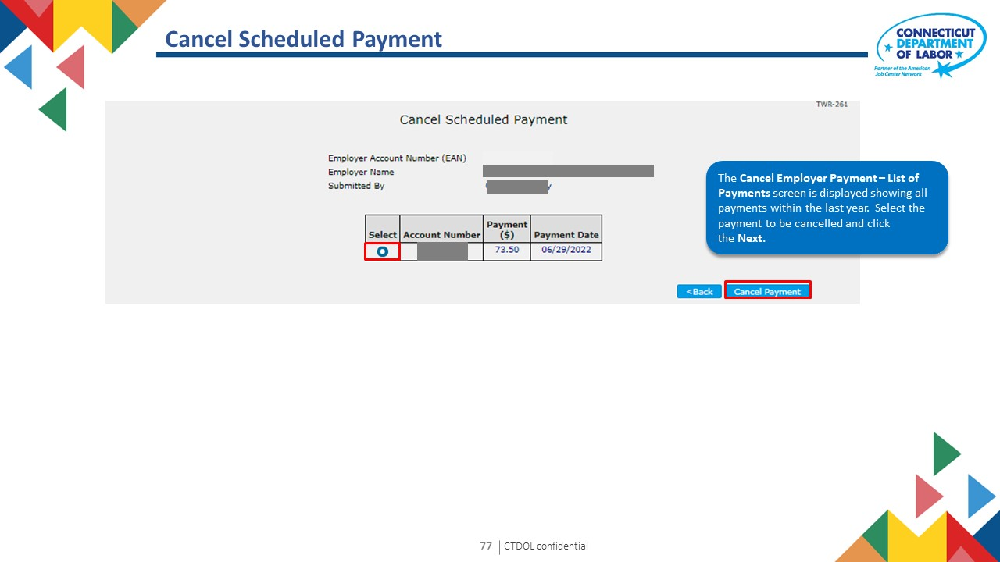 Cancel Scheduled Payment
CONNECTICUT
DEPARTMENT
OF LABOR
Partner of the American
Job Center Network
TWR-261
Cancel Scheduled Payment
Employer Account Number (EAN)
Employer Name
Submitted By
Select Account Number Payment ($) Payment Date
73.50 06/29/2022
<Back Cancel Payment
The Cancel Employer Payment – List of
Payments screen is displayed showing all
payments within the last year. Select the
payment to be cancelled and click
the Next.
77 CTDOL confidential